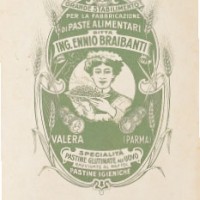 GRANDE STABILIMENTO
PER LA FABBRICAZIONE
DI PASTE ALIMENTARI
DITTA
ING. ENNIO BRAIBANTI
VALERA (PARMA)
SPECIALITÀ
PASTINE GLUTINATE ALL'UOVO
PASTINE IGIENICHE